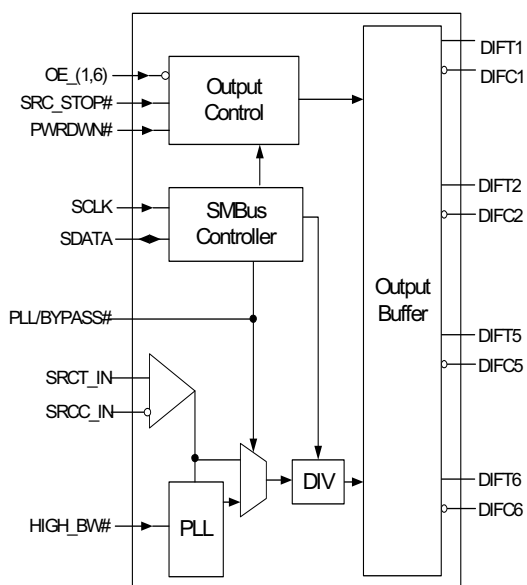 OE_(1,6)
SRC_STOP#
PWRDWN#
Output
Control
SCLK
SDATA
SMBus
Controller
PLL/BYPASS#
SRCT_IN
SRCC_IN
HIGH_BW#
PLL
DIV
Output
Buffer
DIFT1
DIFC1
DIFT2
DIFC2
DIFT5
DIFC5
DIFT6
DIFC6